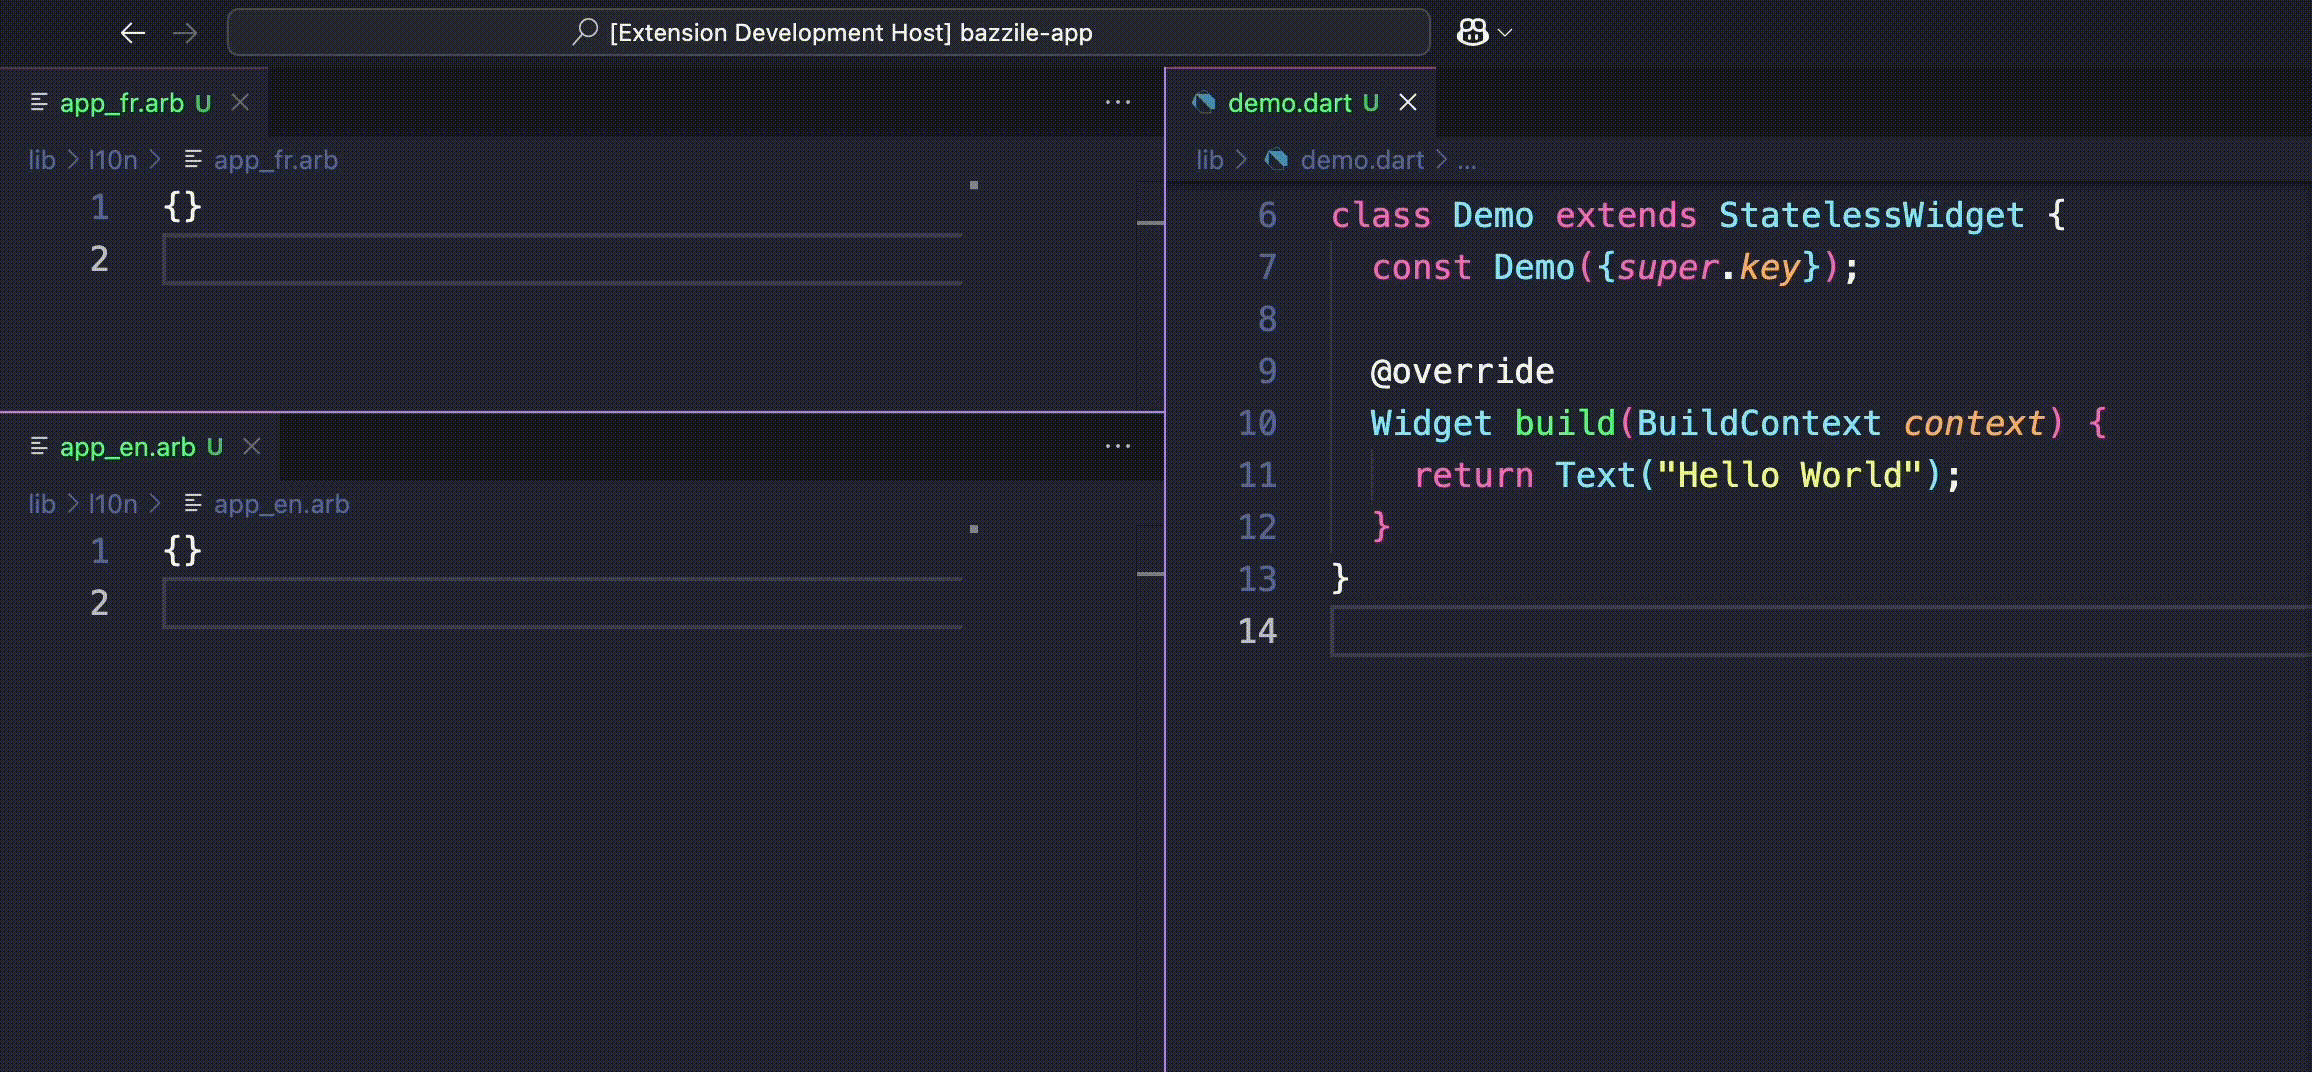 [Extension Development Host] bazzile-app
app_fr.arb U
lib > l10n > app_fr.arb
1 {}
2
app_en.arb U
lib > l10n > app_en.arb
1 {}
2
demo.dart U
lib > demo.dart > ...
6 class Demo extends StatelessWidget {
7 const Demo({super.key});
8
9 @override
10 Widget build(BuildContext context) {
11 return Text("Hello World");
12 }
13 }
14